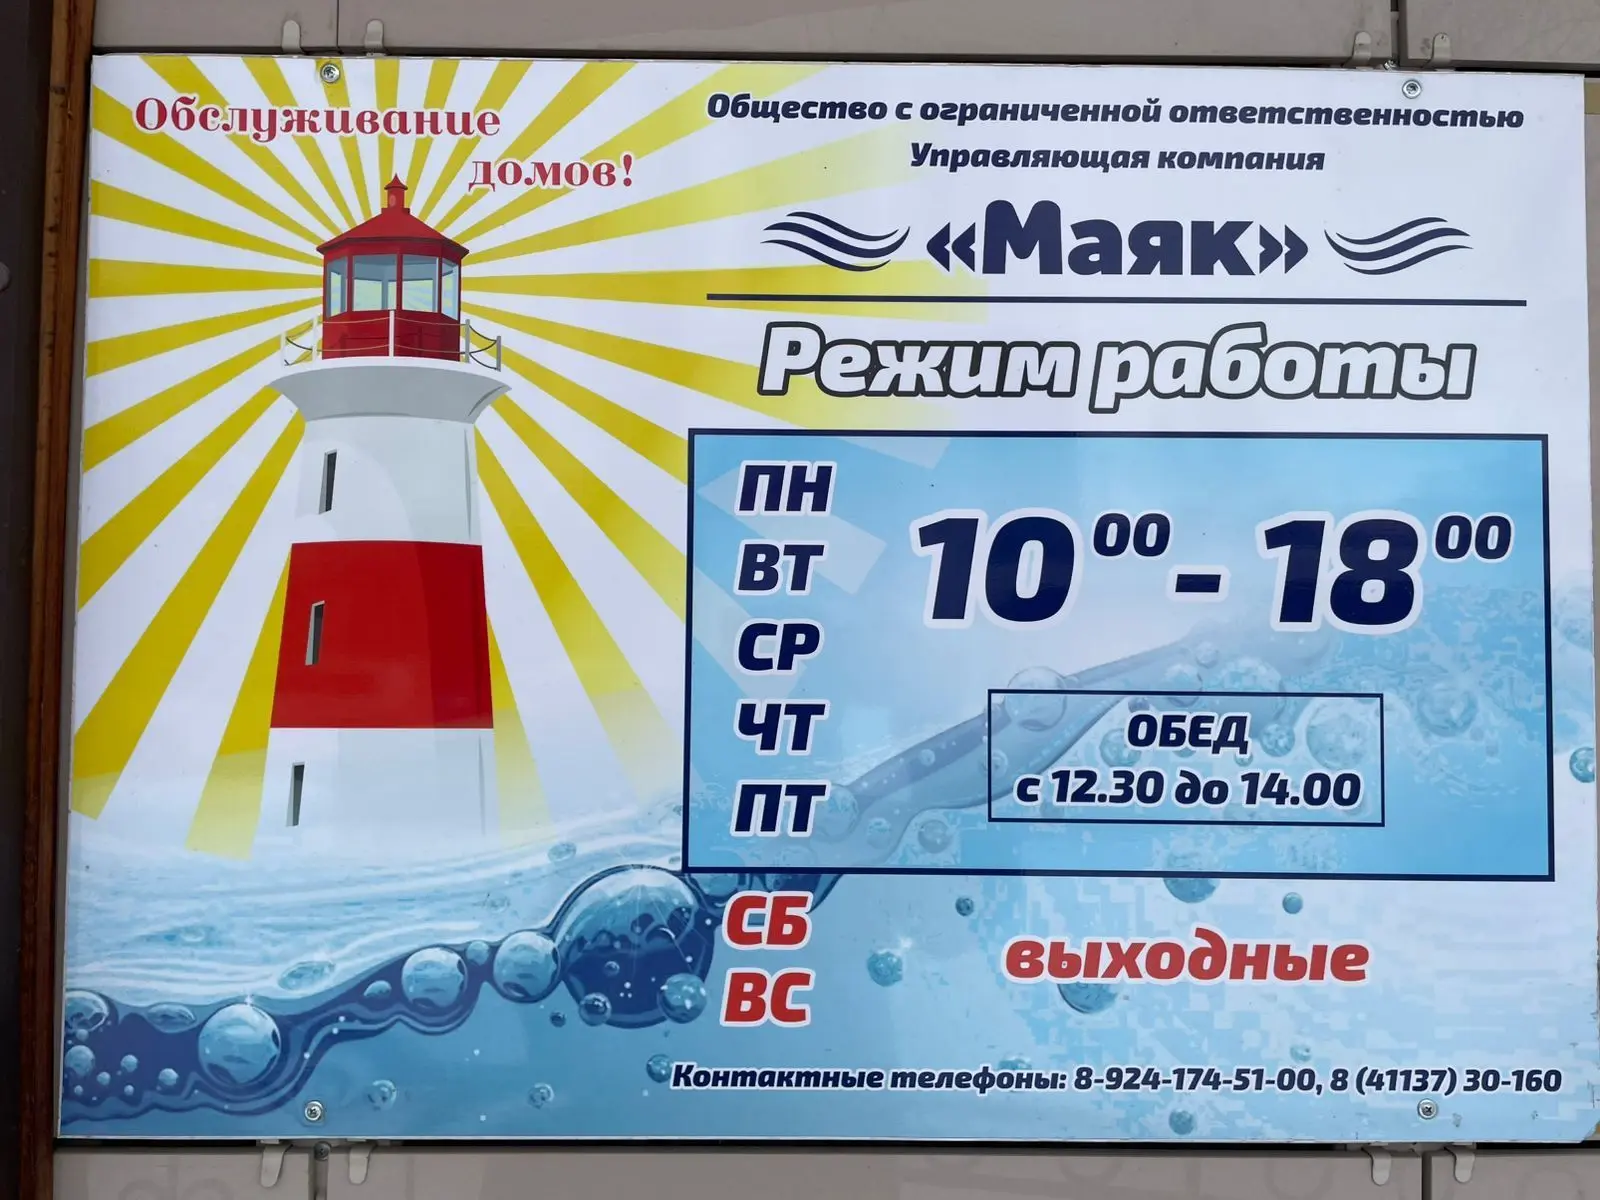 Обслуживание
домов!
Общество с ограниченной ответственностью
Управляющая компания
«Маяк»
Режим работы
ПН
ВТ
СР
ЧТ
ПТ
10⁰⁰ - 18⁰⁰
ОБЕД
с 12.30 до 14.00
СБ
ВС
выходные
Контактные телефоны: 8-924-174-51-00, 8 (41137) 30-160